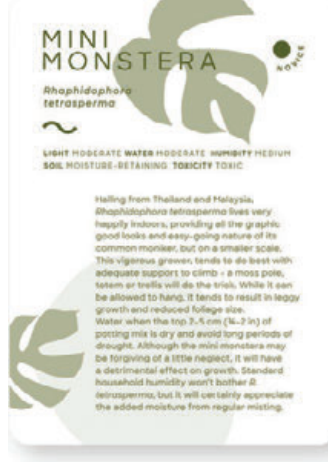 MINI
MONSTERA
NOVICE
Rhaphidophora
tetrasperma
LIGHT MODERATE WATER MODERATE HUMIDITY MEDIUM
SOIL MOISTURE-RETAINING TOXICITY TOXIC
Hailing from Thailand and Malaysia,
Rhaphidophora tetrasperma lives very
happily indoors, providing all the graphic
good looks and easy-going nature of its
common moniker, but on a smaller scale.
This vigorous grower, tends to do best with
adequate support to climb – a moss pole,
totem or trellis will do the trick. While it can
be allowed to hang, it tends to result in leggy
growth and reduced foliage size.
Water when the top 2–5 cm (¾–2 in) of
potting mix is dry and avoid long periods of
drought. Although the mini monstera may
be forgiving of a little neglect, it will have
a detrimental effect on growth. Standard
household humidity won't bother R.
tetrasperma, but it will certainly appreciate
the added moisture from regular misting.